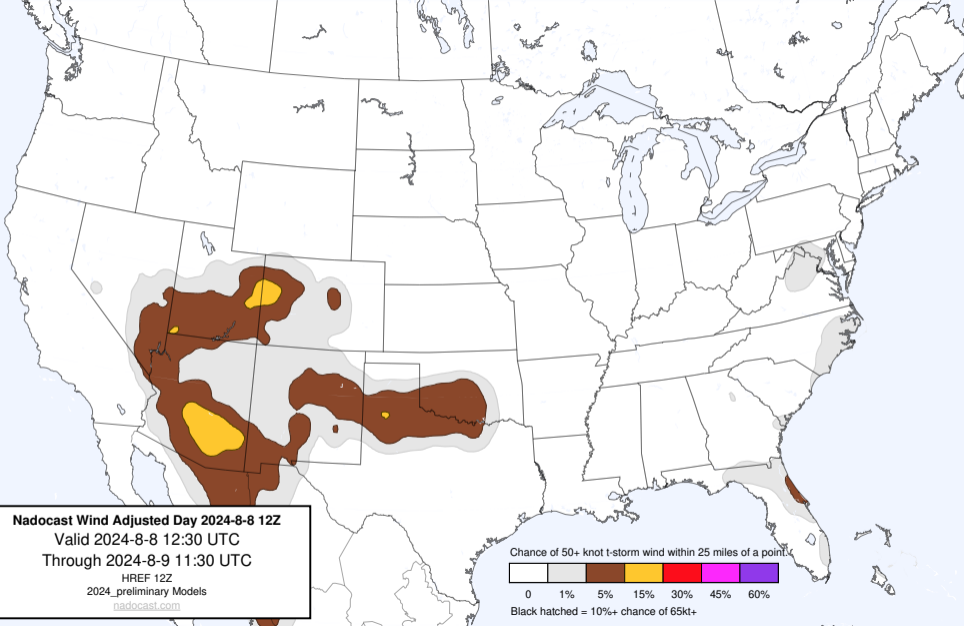 Nadocast Wind Adjusted Day 2024-8-8 12Z
Valid 2024-8-8 12:30 UTC
Through 2024-8-9 11:30 UTC
HREF 12Z
2024_preliminary Models
nadocast.com
Chance of 50+ knot t-storm wind within 25 miles of a point.
0 1% 5% 15% 30% 45% 60%
Black hatched = 10%+ chance of 65kt+